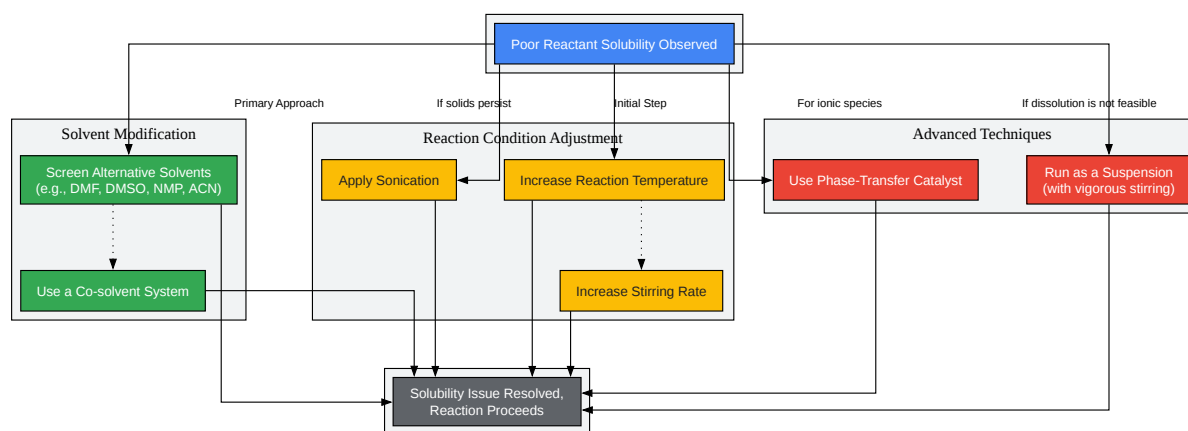 Poor Reactant Solubility Observed
Primary Approach
If solids persist
Initial Step
For ionic species
If dissolution is not feasible
Solvent Modification
Reaction Condition Adjustment
Advanced Techniques
Screen Alternative Solvents
(e.g., DMF, DMSO, NMP, ACN)
Apply Sonication
Increase Reaction Temperature
Use Phase-Transfer Catalyst
Run as a Suspension
(with vigorous stirring)
Use a Co-solvent System
Increase Stirring Rate
Solubility Issue Resolved,
Reaction Proceeds